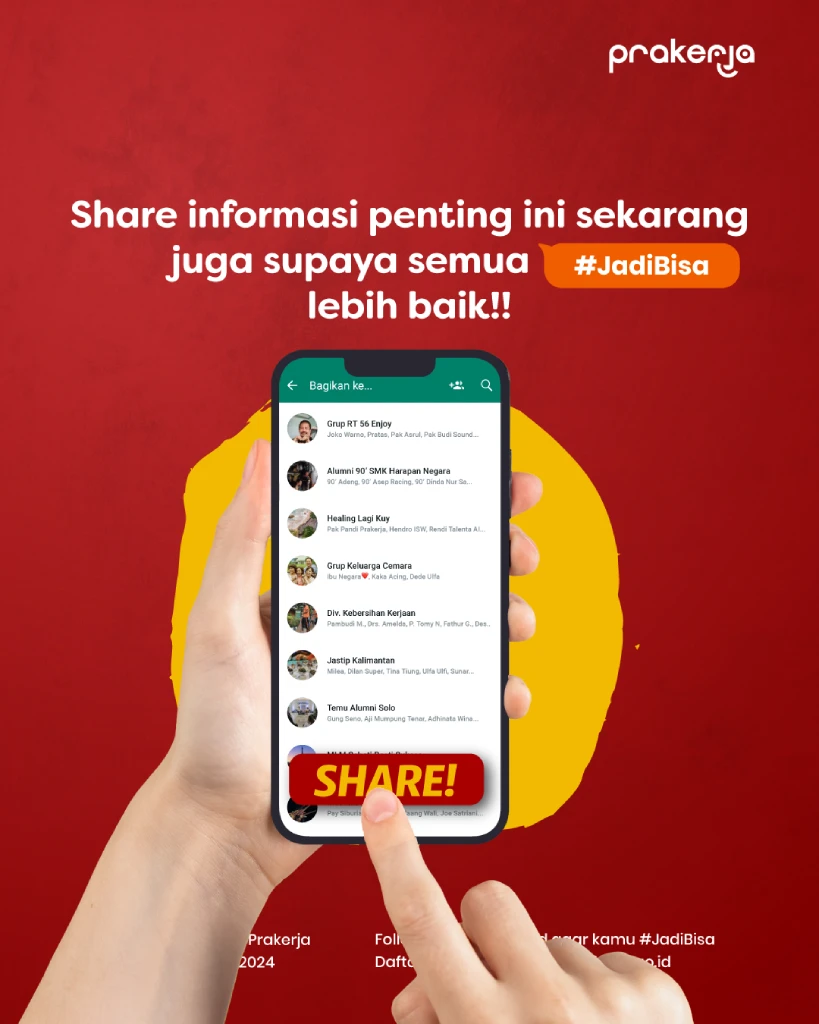 prakerja
Share informasi penting ini sekarang
juga supaya semua #JadiBisa
lebih baik!!
Bagikan ke...
Grup RT 56 Enjoy
Joko Warno, Pratas, Pak Asrul, Pak Budi Sound...
Alumni 90' SMK Harapan Negara
90' Adeng, 90' Asep Racing, 90' Dinda Nur Sa...
Healing Lagi Kuy
Pak Pandi Prakerja, Hendro ISW, Rendi Talenta Al...
Grup Keluarga Cemara
Ibu Negara❤️, Kaka Acing, Dede Ulfa
Div. Kebersihan Kerjaan
Pambudi M., Drs. Amelda, P. Tomy N, Fathur G., Des..
Jastip Kalimantan
Milea, Dilan Super, Tina Tiung, Ulfa Ulfi, Sunar...
Temu Alumni Solo
Gung Seno, Aji Mumpung Tenar, Adhinata Wina...
SHARE!
Wali, Joe
Prakerja
2024
kamu #JadiBisa